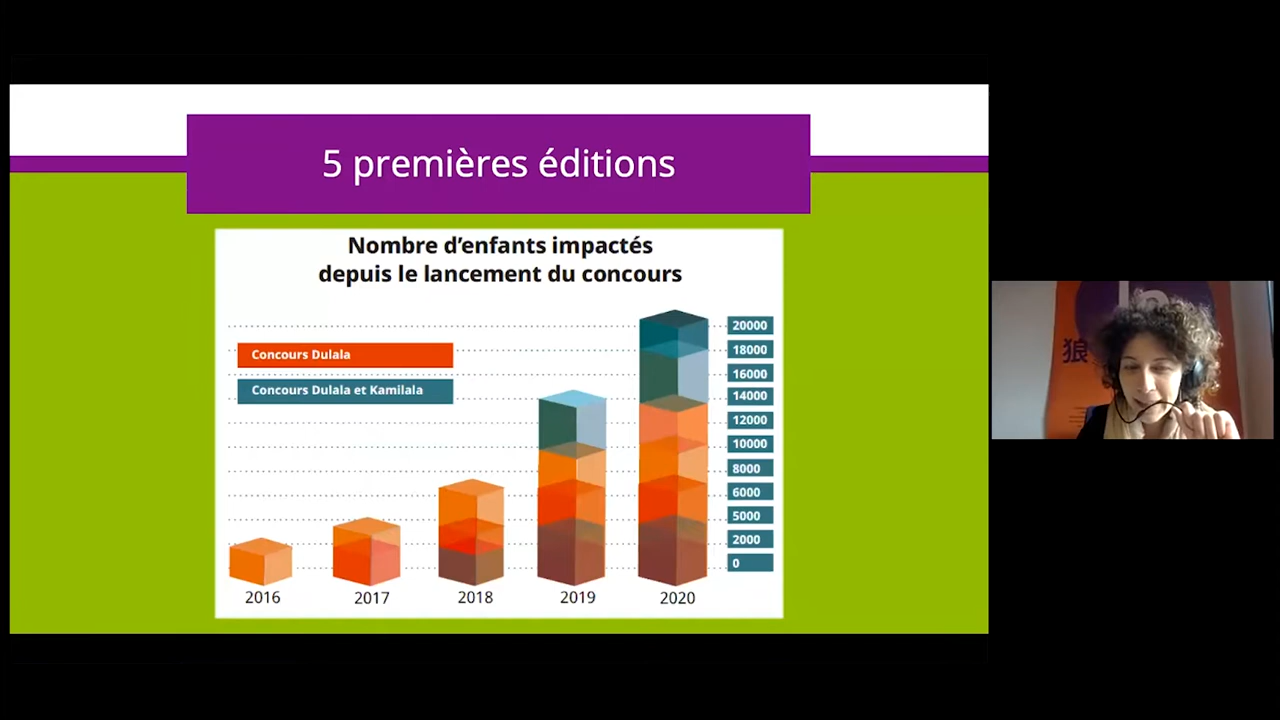 5 premières éditions
Nombre d’enfants impactés
depuis le lancement du concours
Concours Dulala
Concours Dulala et Kamilala
20000
18000
16000
14000
12000
10000
8000
6000
5000
2000
0
2016
2017
2018
2019
2020
狼